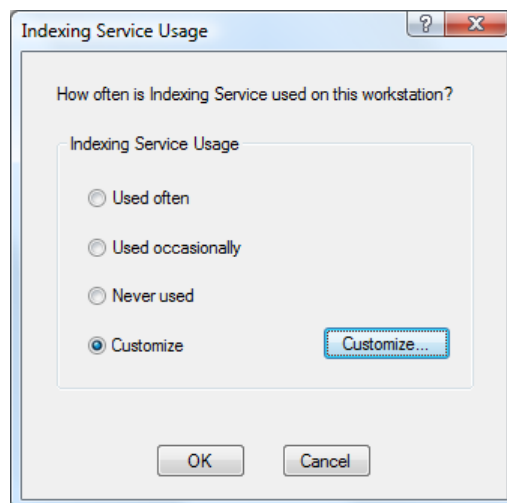 Indexing Service Usage
How often is Indexing Service used on this workstation?
Indexing Service Usage
Used often
Used occasionally
Never used
Customize
Customize...
OK
Cancel